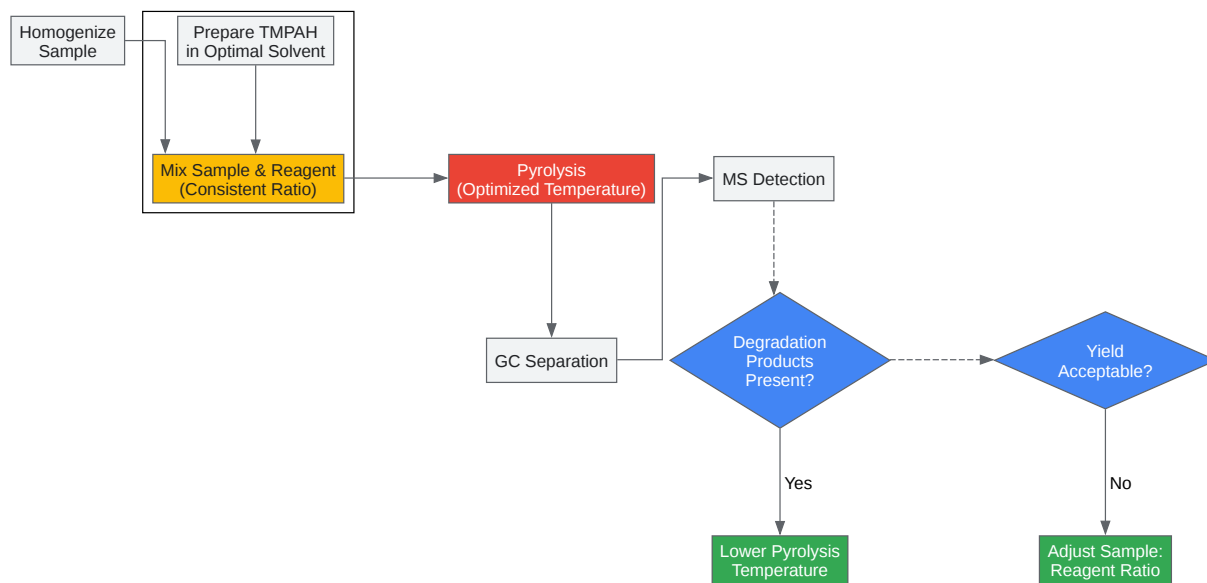 Homogenize
Sample
Prepare TMPAH
in Optimal Solvent
Mix Sample & Reagent
(Consistent Ratio)
Pyrolysis
(Optimized Temperature)
MS Detection
GC Separation
Degradation
Products
Present?
Yield
Acceptable?
Yes
No
Lower Pyrolysis
Temperature
Adjust Sample:
Reagent Ratio